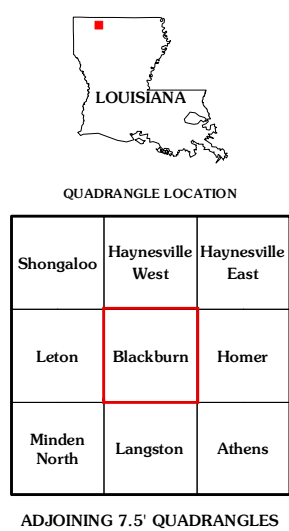 LOUISIANA
QUADRANGLE LOCATION
Shongaloo
Haynesville
West
Haynesville
East
Leton
Blackburn
Homer
Minden
North
Langston
Athens
ADJOINING 7.5' QUADRANGLES